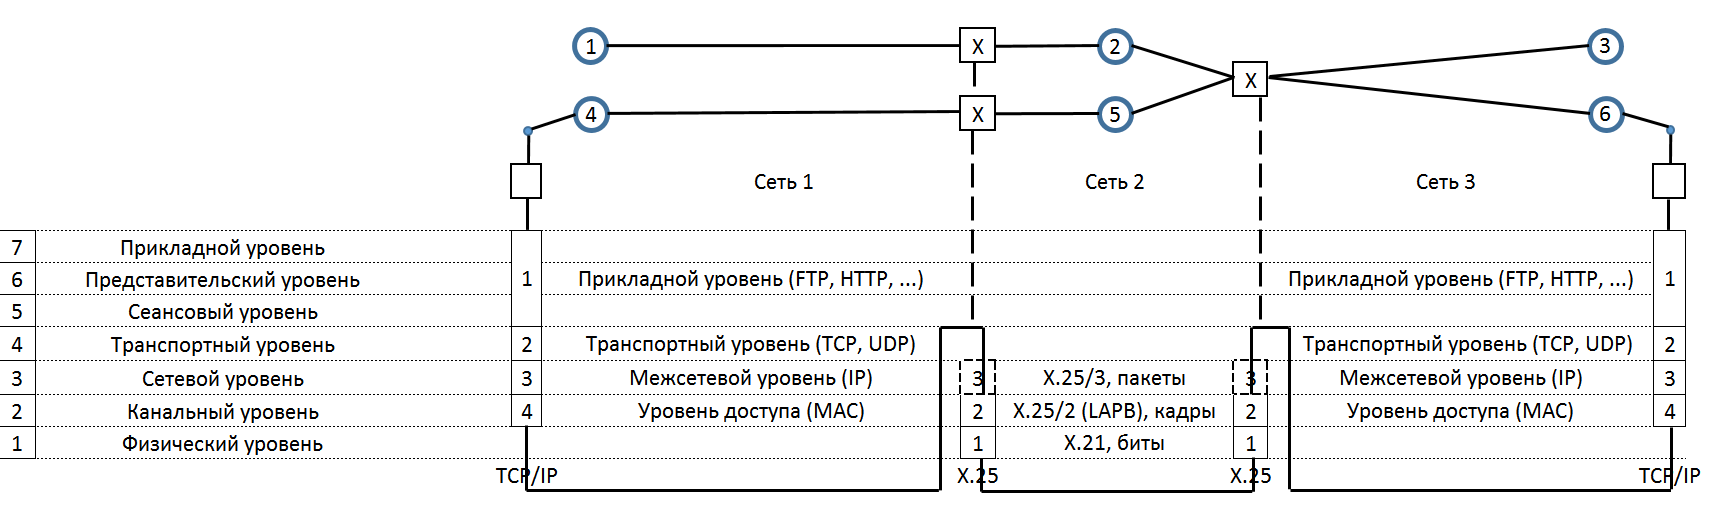 1 X 2 3
X
4 X 5 6
Сеть 1 Сеть 2 Сеть 3
7 Прикладной уровень
6 Представительский уровень 1 Прикладной уровень (FTP, HTTP, ...) Прикладной уровень (FTP, HTTP, ...) 1
5 Сеансовый уровень
4 Транспортный уровень 2 Транспортный уровень (TCP, UDP) Транспортный уровень (TCP, UDP) 2
3 Сетевой уровень 3 Межсетевой уровень (IP) 3 X.25/3, пакеты 3 Межсетевой уровень (IP) 3
2 Канальный уровень 4 Уровень доступа (MAC) 2 X.25/2 (LAPB), кадры 2 Уровень доступа (MAC) 4
1 Физический уровень 1 X.21, биты 1
TCP/IP X.25 X.25 TCP/IP